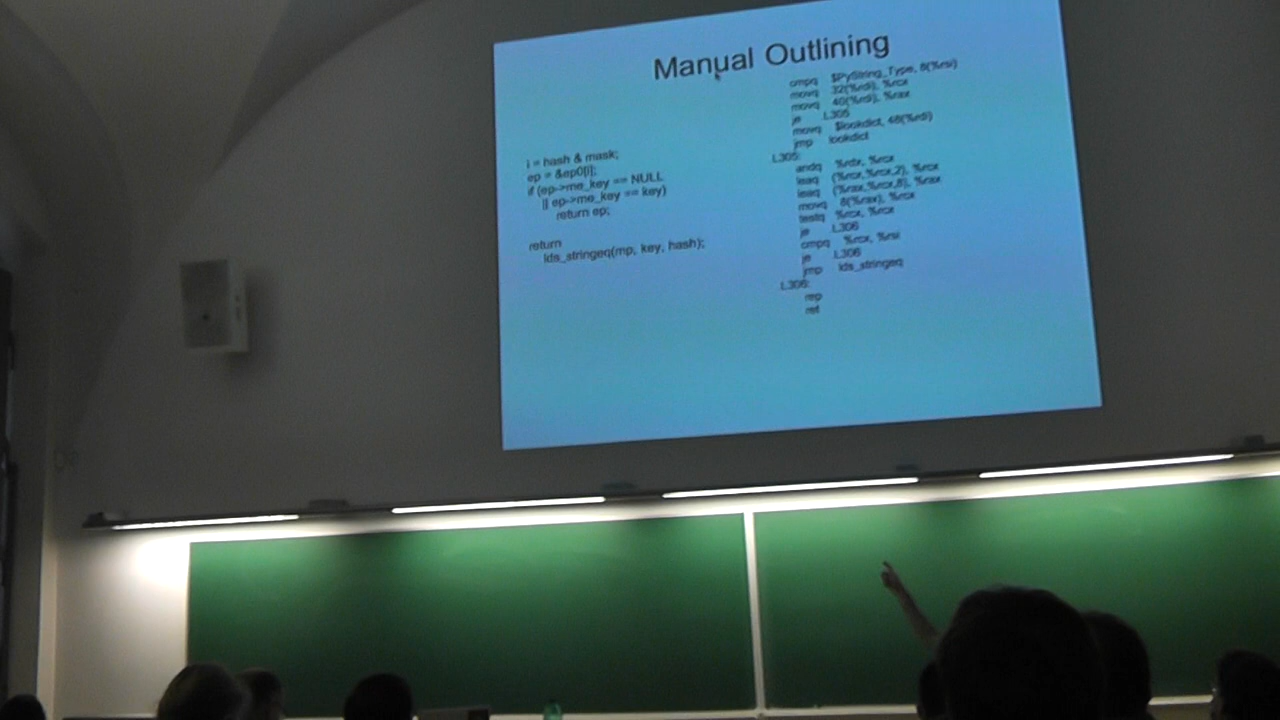 Manual Outlining
i = hash & mask;
ep = &ep0[i];
if (ep->me_key == NULL
|| ep->me_key == key)
return ep;
return
lds_stringeq(mp, key, hash);
cmpq $PyString_Type, 8(%rsi)
movq 32(%rdi), %rcx
movq 40(%rdi), %rax
je L305
movq $lookdict, 48(%rdi)
jmp lookdict
L305:
andq %rdx, %rcx
leaq (%rcx,%rcx,2), %rcx
leaq (%rax,%rcx,8), %rax
movq 8(%rax), %rcx
testq %rcx, %rcx
je L306
cmpq %rcx, %rsi
je L306
jmp lds_stringeq
L306:
rep
ret